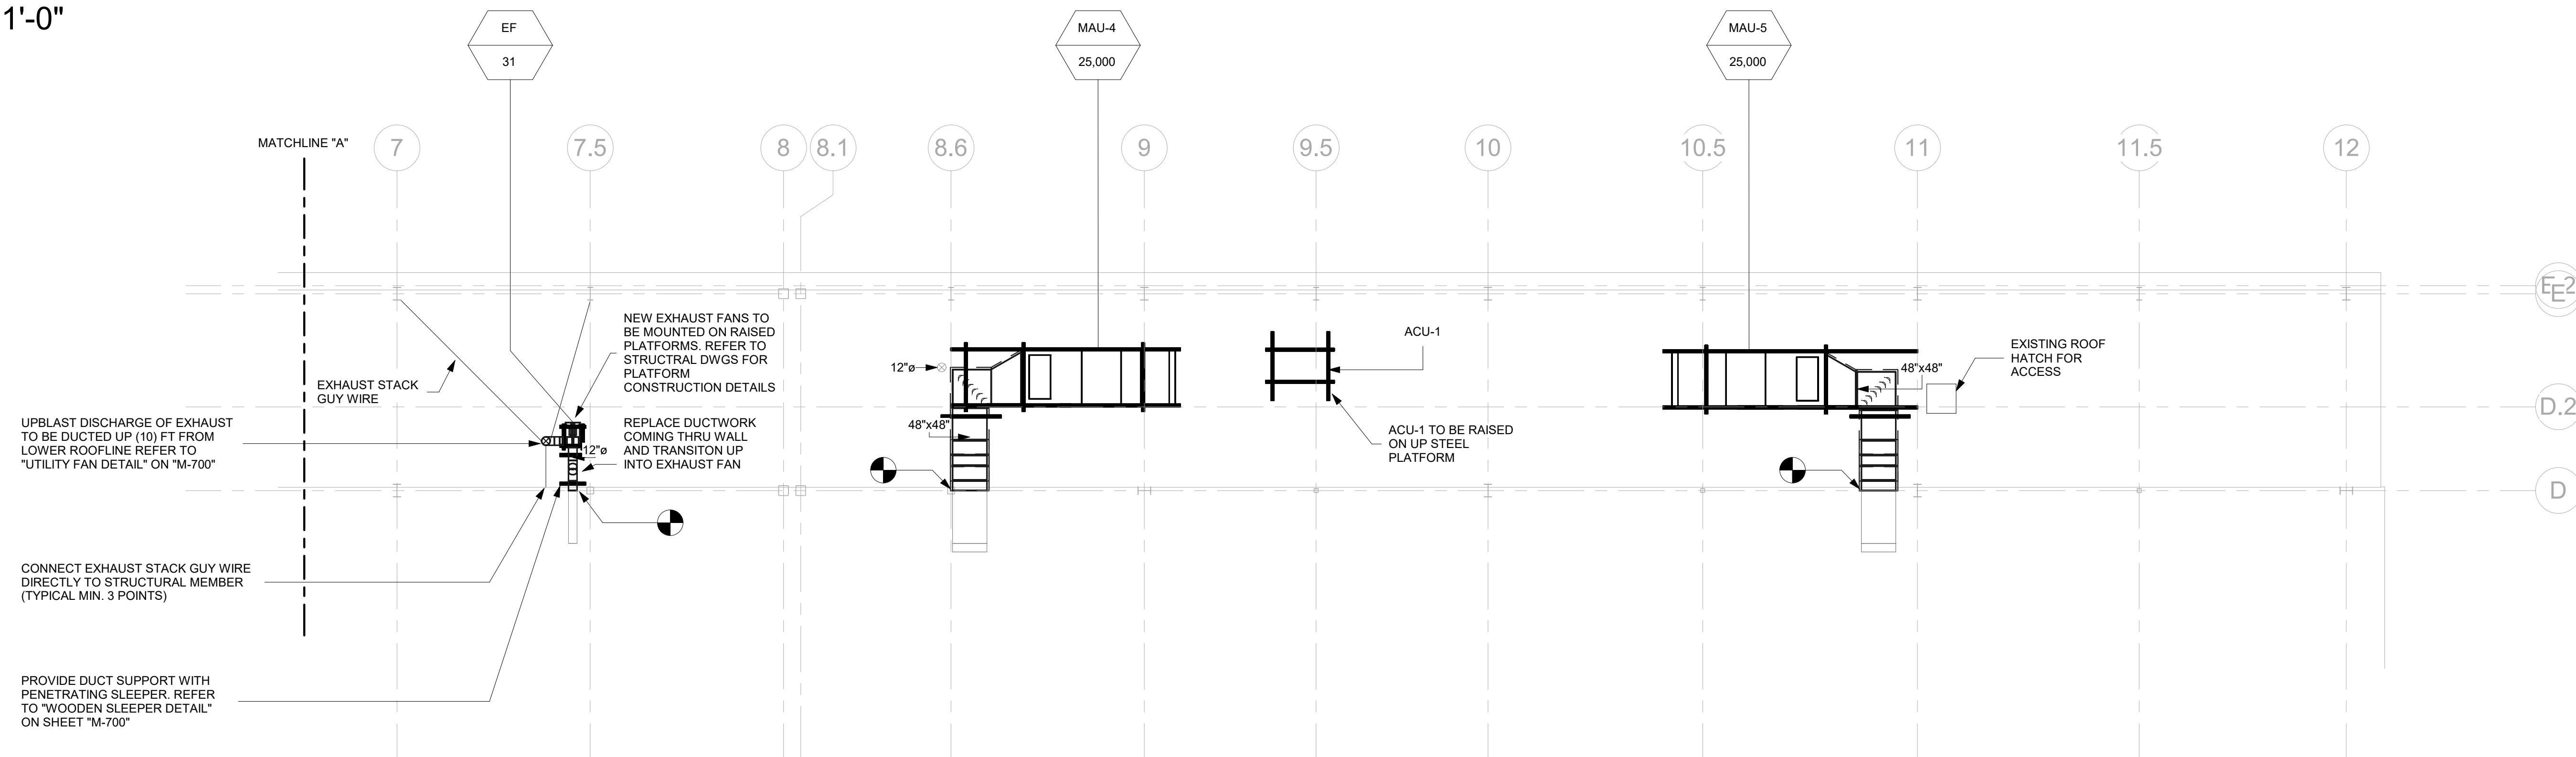 1'-0"
EF
31
MAU-4
25,000
MAU-5
25,000
MATCHLINE "A"
7
7.5
8
8.1
8.6
9
9.5
10
10.5
11
11.5
12
E
E.2
D.2
D
NEW EXHAUST FANS TO
BE MOUNTED ON RAISED
PLATFORMS. REFER TO
STRUCTRAL DWGS FOR
PLATFORM
CONSTRUCTION DETAILS
EXHAUST STACK
GUY WIRE
UPBLAST DISCHARGE OF EXHAUST
TO BE DUCTED UP (10) FT FROM
LOWER ROOFLINE REFER TO
"UTILITY FAN DETAIL" ON "M-700"
REPLACE DUCTWORK
COMING THRU WALL
AND TRANSITON UP
INTO EXHAUST FAN
12"ø
12"ø
48"x48"
ACU-1
ACU-1 TO BE RAISED
ON UP STEEL
PLATFORM
48"x48"
EXISTING ROOF
HATCH FOR
ACCESS
CONNECT EXHAUST STACK GUY WIRE
DIRECTLY TO STRUCTURAL MEMBER
(TYPICAL MIN. 3 POINTS)
PROVIDE DUCT SUPPORT WITH
PENETRATING SLEEPER. REFER
TO "WOODEN SLEEPER DETAIL"
ON SHEET "M-700"